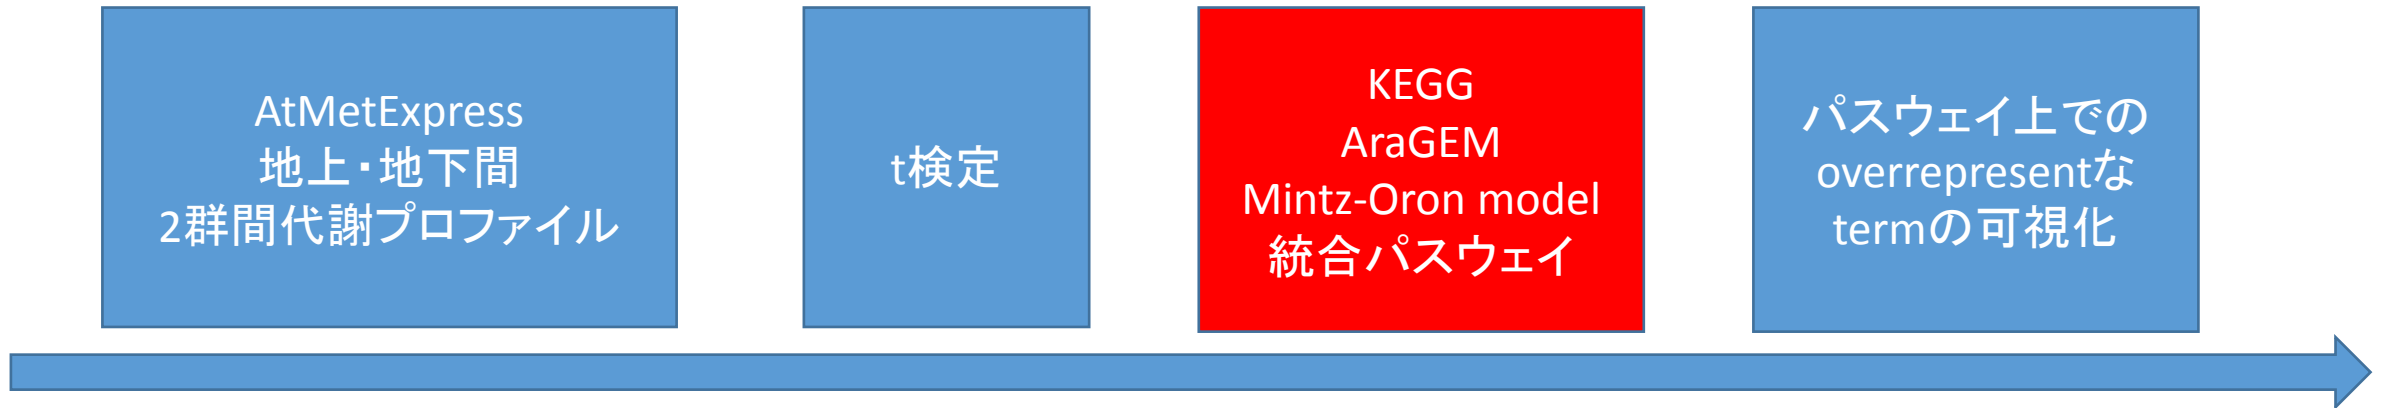 AtMetExpress
地上・地下間
2群間代謝プロファイル
t検定
KEGG
AraGEM
Mintz-Oron model
統合パスウェイ
パスウェイ上での
overrepresentな
termの可視化